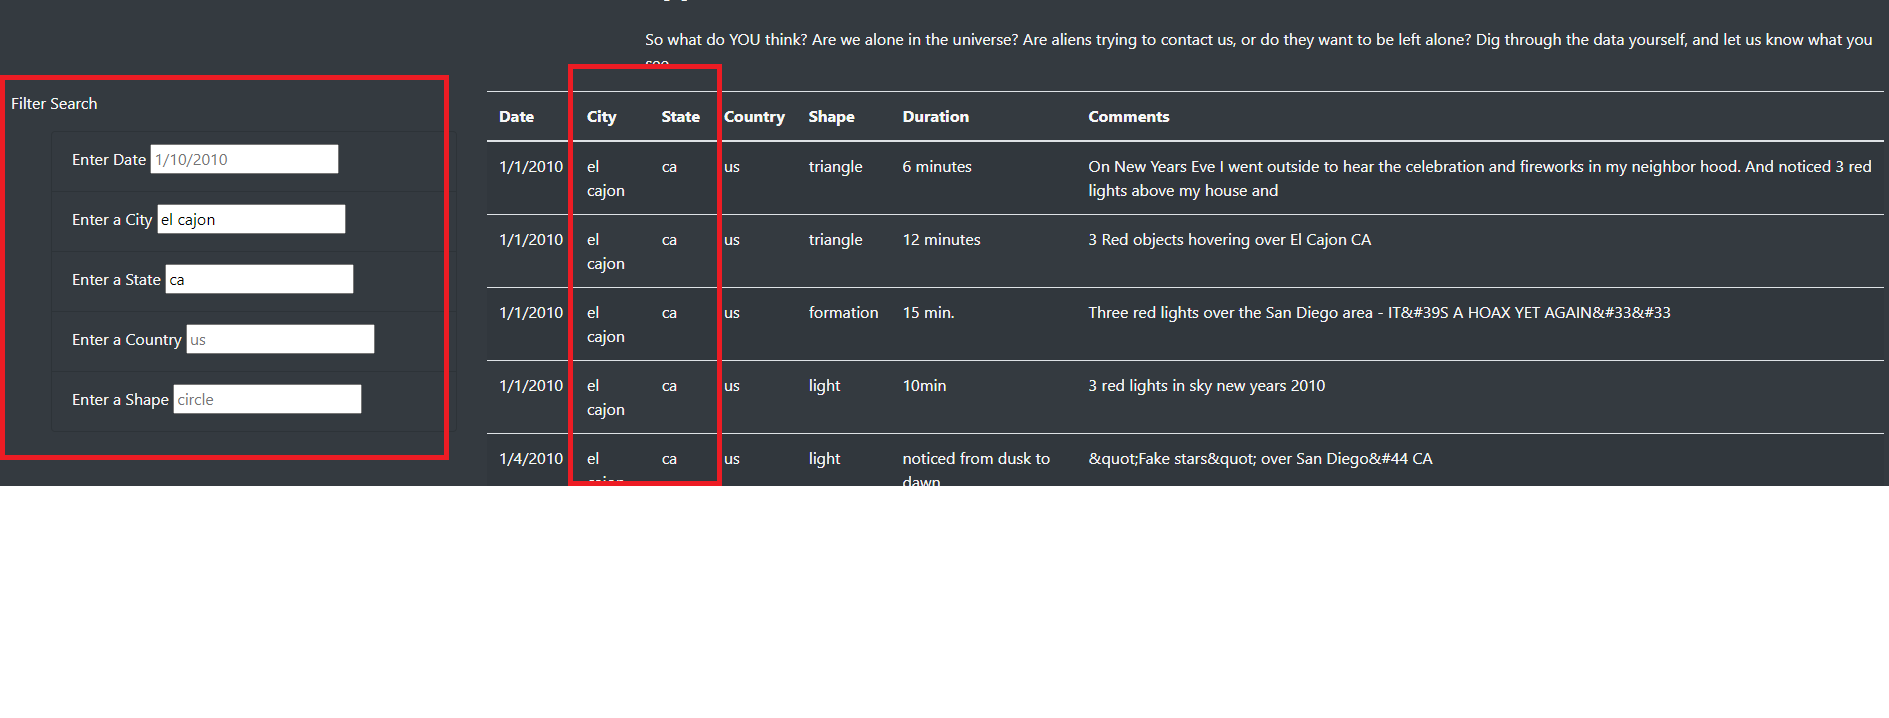 So what do YOU think? Are we alone in the universe? Are aliens trying to contact us, or do they want to be left alone? Dig through the data yourself, and let us know what you
see
Filter Search
Enter Date 1/10/2010
Enter a City el cajon
Enter a State ca
Enter a Country us
Enter a Shape circle
Date City State Country Shape Duration Comments
1/1/2010 el ca us triangle 6 minutes On New Years Eve I went outside to hear the celebration and fireworks in my neighbor hood. And noticed 3 red
cajon lights above my house and
1/1/2010 el ca us triangle 12 minutes 3 Red objects hovering over El Cajon CA
cajon
1/1/2010 el ca us formation 15 min. Three red lights over the San Diego area - IT&#39S A HOAX YET AGAIN&#33&#33
cajon
1/1/2010 el ca us light 10min 3 red lights in sky new years 2010
cajon
1/4/2010 el ca us light noticed from dusk to &quot;Fake stars&quot; over San Diego&#44 CA
cajon dawn